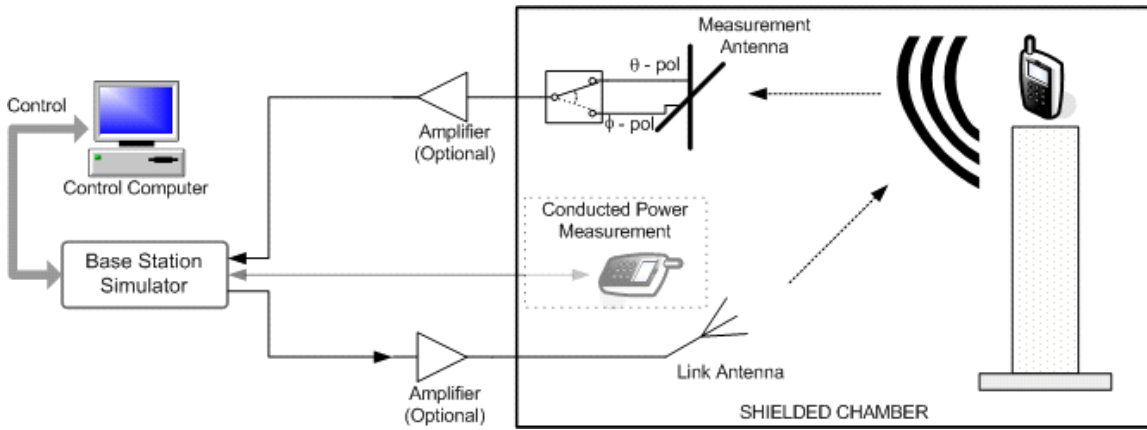 Measurement
Antenna
θ - pol
Control
ϕ - pol
Amplifier
(Optional)
Control Computer
Conducted Power
Measurement
Base Station
Simulator
Link Antenna
Amplifier
(Optional)
SHIELDED CHAMBER